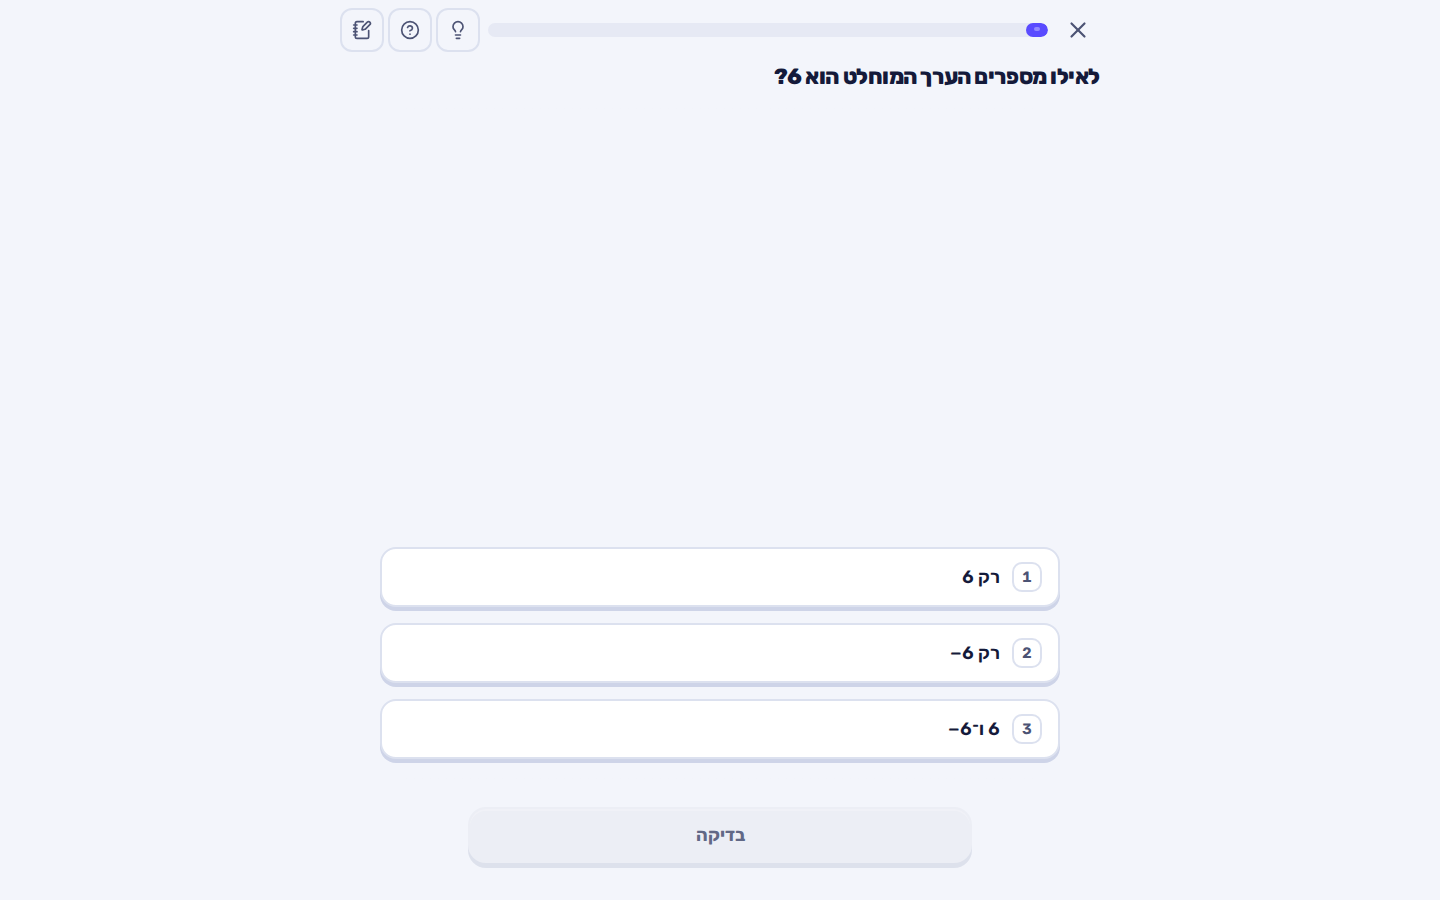 לאילו מספרים הערך המוחלט הוא 6?
1 רק 6
2 רק 6−
3 6 ו־6−
בדיקה